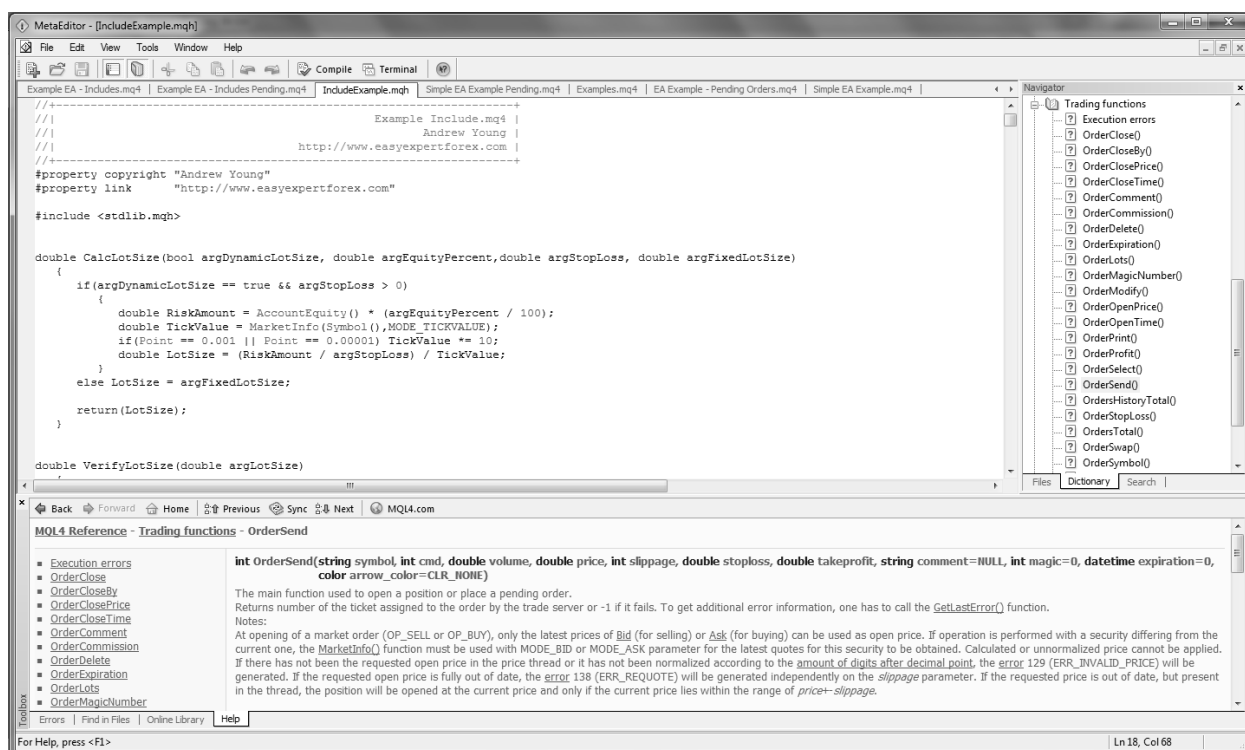 MetaEditor - [IncludeExample.mqh]
File Edit View Tools Window Help
Compile Terminal
Example EA - Includes.mq4 | Example EA - Includes Pending.mq4 | IncludeExample.mqh | Simple EA Example Pending.mq4 | Examples.mq4 | EA Example - Pending Orders.mq4 | Simple EA Example.mq4 |
//+------------------------------------------------------------------+
//| Example Include.mq4 |
//| Andrew Young |
//| http://www.easyexpertforex.com |
//+------------------------------------------------------------------+
#property copyright "Andrew Young"
#property link "http://www.easyexpertforex.com"
#include <stdlib.mqh>
double CalcLotSize(bool argDynamicLotSize, double argEquityPercent,double argStopLoss, double argFixedLotSize)
{
if(argDynamicLotSize == true && argStopLoss > 0)
{
double RiskAmount = AccountEquity() * (argEquityPercent / 100);
double TickValue = MarketInfo(Symbol(),MODE_TICKVALUE);
if(Point == 0.001 || Point == 0.00001) TickValue *= 10;
double LotSize = (RiskAmount / argStopLoss) / TickValue;
}
else LotSize = argFixedLotSize;
return(LotSize);
}
double VerifyLotSize(double argLotSize)
Navigator
Trading functions
Execution errors
OrderClose()
OrderCloseBy()
OrderClosePrice()
OrderCloseTime()
OrderComment()
OrderCommission()
OrderDelete()
OrderExpiration()
OrderLots()
OrderMagicNumber()
OrderModify()
OrderOpenPrice()
OrderOpenTime()
OrderPrint()
OrderProfit()
OrderSelect()
OrderSend()
OrdersHistoryTotal()
OrderStopLoss()
OrdersTotal()
OrderSwap()
OrderSymbol()
Files Dictionary Search |
Back Forward Home Previous Sync Next MQL4.com
MQL4 Reference - Trading functions - OrderSend
Execution errors
OrderClose
OrderCloseBy
OrderClosePrice
OrderCloseTime
OrderComment
OrderCommission
OrderDelete
OrderExpiration
OrderLots
OrderMagicNumber
int OrderSend(string symbol, int cmd, double volume, double price, int slippage, double stoploss, double takeprofit, string comment=NULL, int magic=0, datetime expiration=0,
color arrow_color=CLR_NONE)
The main function used to open a position or place a pending order.
Returns number of the ticket assigned to the order by the trade server or -1 if it fails. To get additional error information, one has to call the GetLastError() function.
Notes:
At opening of a market order (OP_SELL or OP_BUY), only the latest prices of Bid (for selling) or Ask (for buying) can be used as open price. If operation is performed with a security differing from the
current one, the MarketInfo() function must be used with MODE_BID or MODE_ASK parameter for the latest quotes for this security to be obtained. Calculated or unnormalized price cannot be applied.
If there has not been the requested open price in the price thread or it has not been normalized according to the amount of digits after decimal point, the error 129 (ERR_INVALID_PRICE) will be
generated. If the requested open price is fully out of date, the error 138 (ERR_REQUOTE) will be generated independently on the slippage parameter. If the requested price is out of date, but present
in the thread, the position will be opened at the current price and only if the current price lies within the range of price+-slippage.
Toolbox
Errors | Find in Files | Online Library | Help
For Help, press <F1>
Ln 18, Col 68